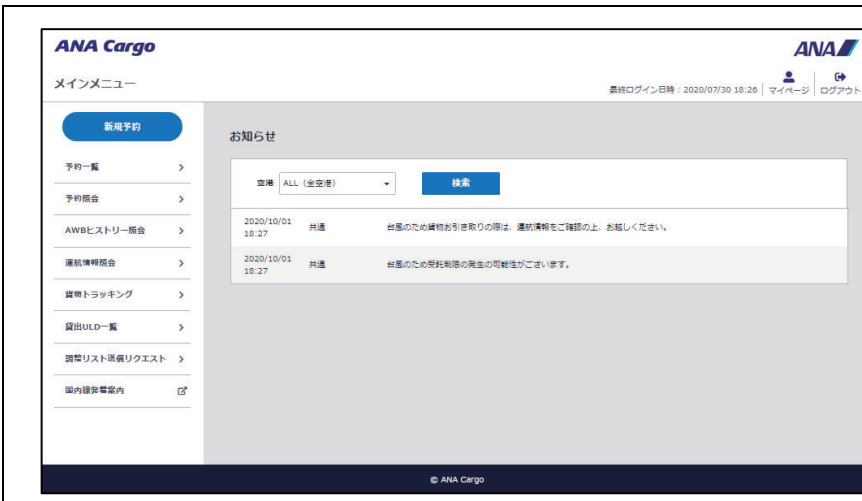 ANA Cargo
ANA
メインメニュー
最終ログイン日時：2020/07/30 18:26
マイページ
ログアウト
新規予約
予約一覧
予約照会
AWBヒストリー照会
運航情報照会
貨物トラッキング
貸出ULD一覧
調整リスト送信リクエスト
国内線発着案内
お知らせ
空港 ALL（全空港） 検索
2020/10/01 18:27 共通 台風のため貨物お引き取りの際は、運航情報をご確認の上、お越しください。
2020/10/01 18:27 共通 台風のため受託制限の発生の可能性がございます。
© ANA Cargo